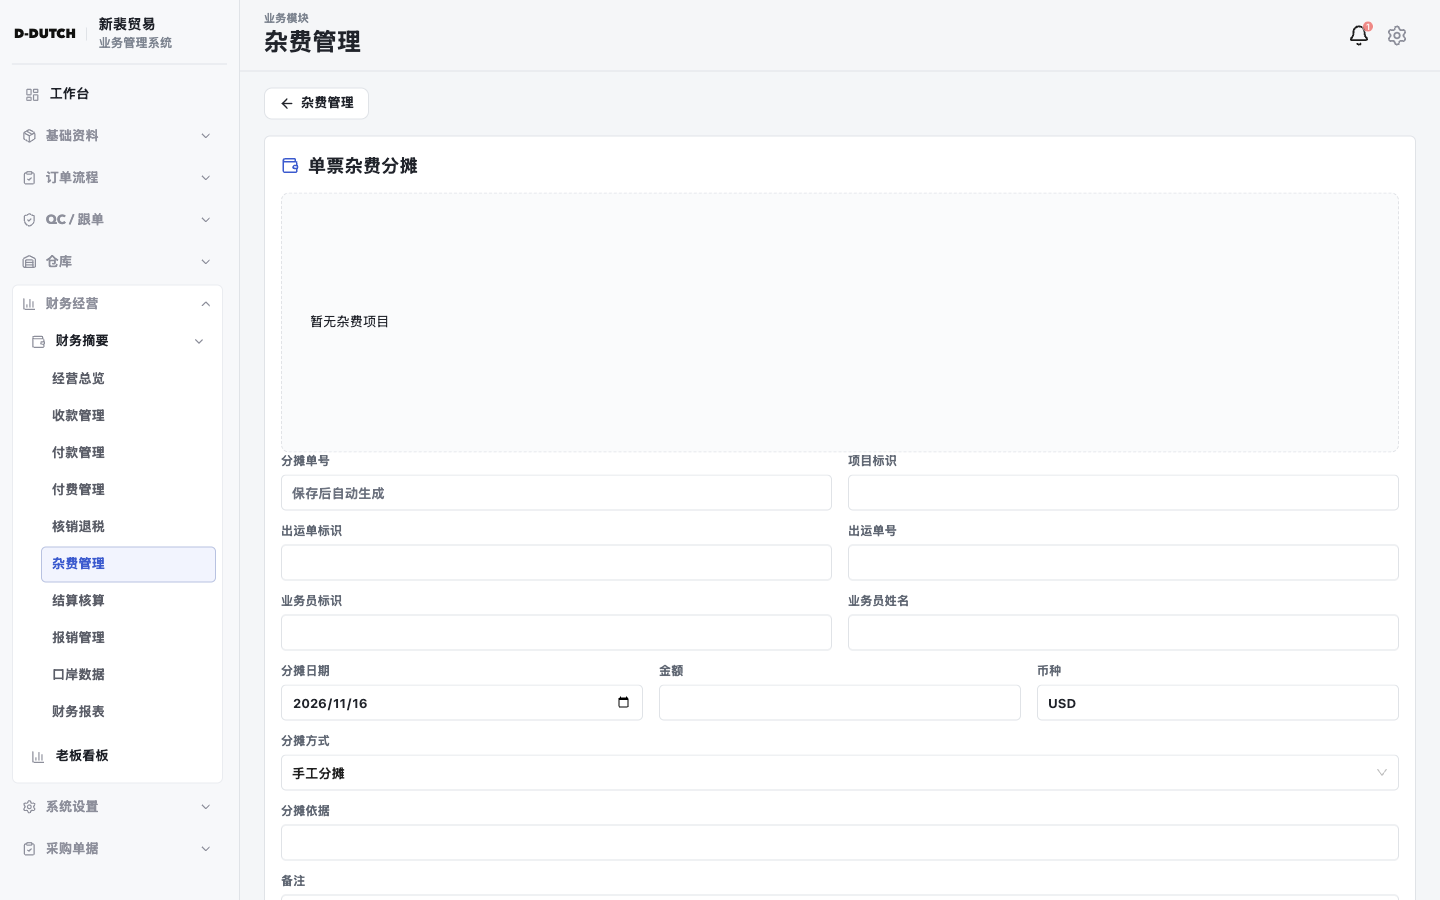 D-DUTCH
新裴贸易
业务管理系统
工作台
基础资料
订单流程
QC / 跟单
仓库
财务经营
财务摘要
经营总览
收款管理
付款管理
付费管理
核销退税
杂费管理
结算核算
报销管理
口岸数据
财务报表
老板看板
系统设置
采购单据
业务模块
杂费管理
1
杂费管理
单票杂费分摊
暂无杂费项目
分摊单号
项目标识
保存后自动生成
出运单标识
出运单号
业务员标识
业务员姓名
分摊日期
金额
币种
2026/11/16
USD
分摊方式
手工分摊
分摊依据
备注